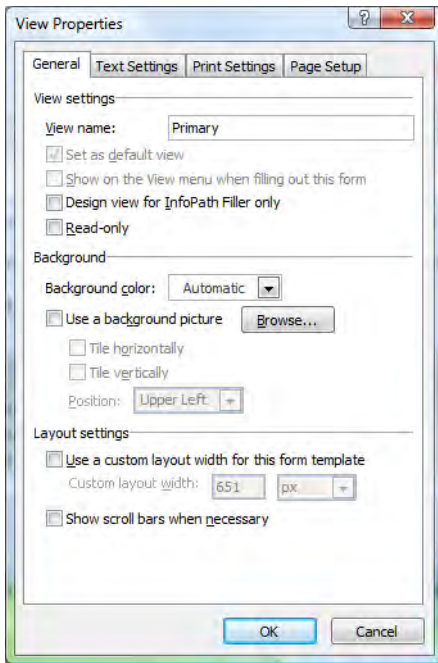 View Properties
General Text Settings Print Settings Page Setup
View settings
View name: Primary
Set as default view
Show on the View menu when filling out this form
Design view for InfoPath Filler only
Read-only
Background
Background color: Automatic
Use a background picture Browse...
Tile horizontally
Tile vertically
Position: Upper Left
Layout settings
Use a custom layout width for this form template
Custom layout width: 651 px
Show scroll bars when necessary
OK Cancel